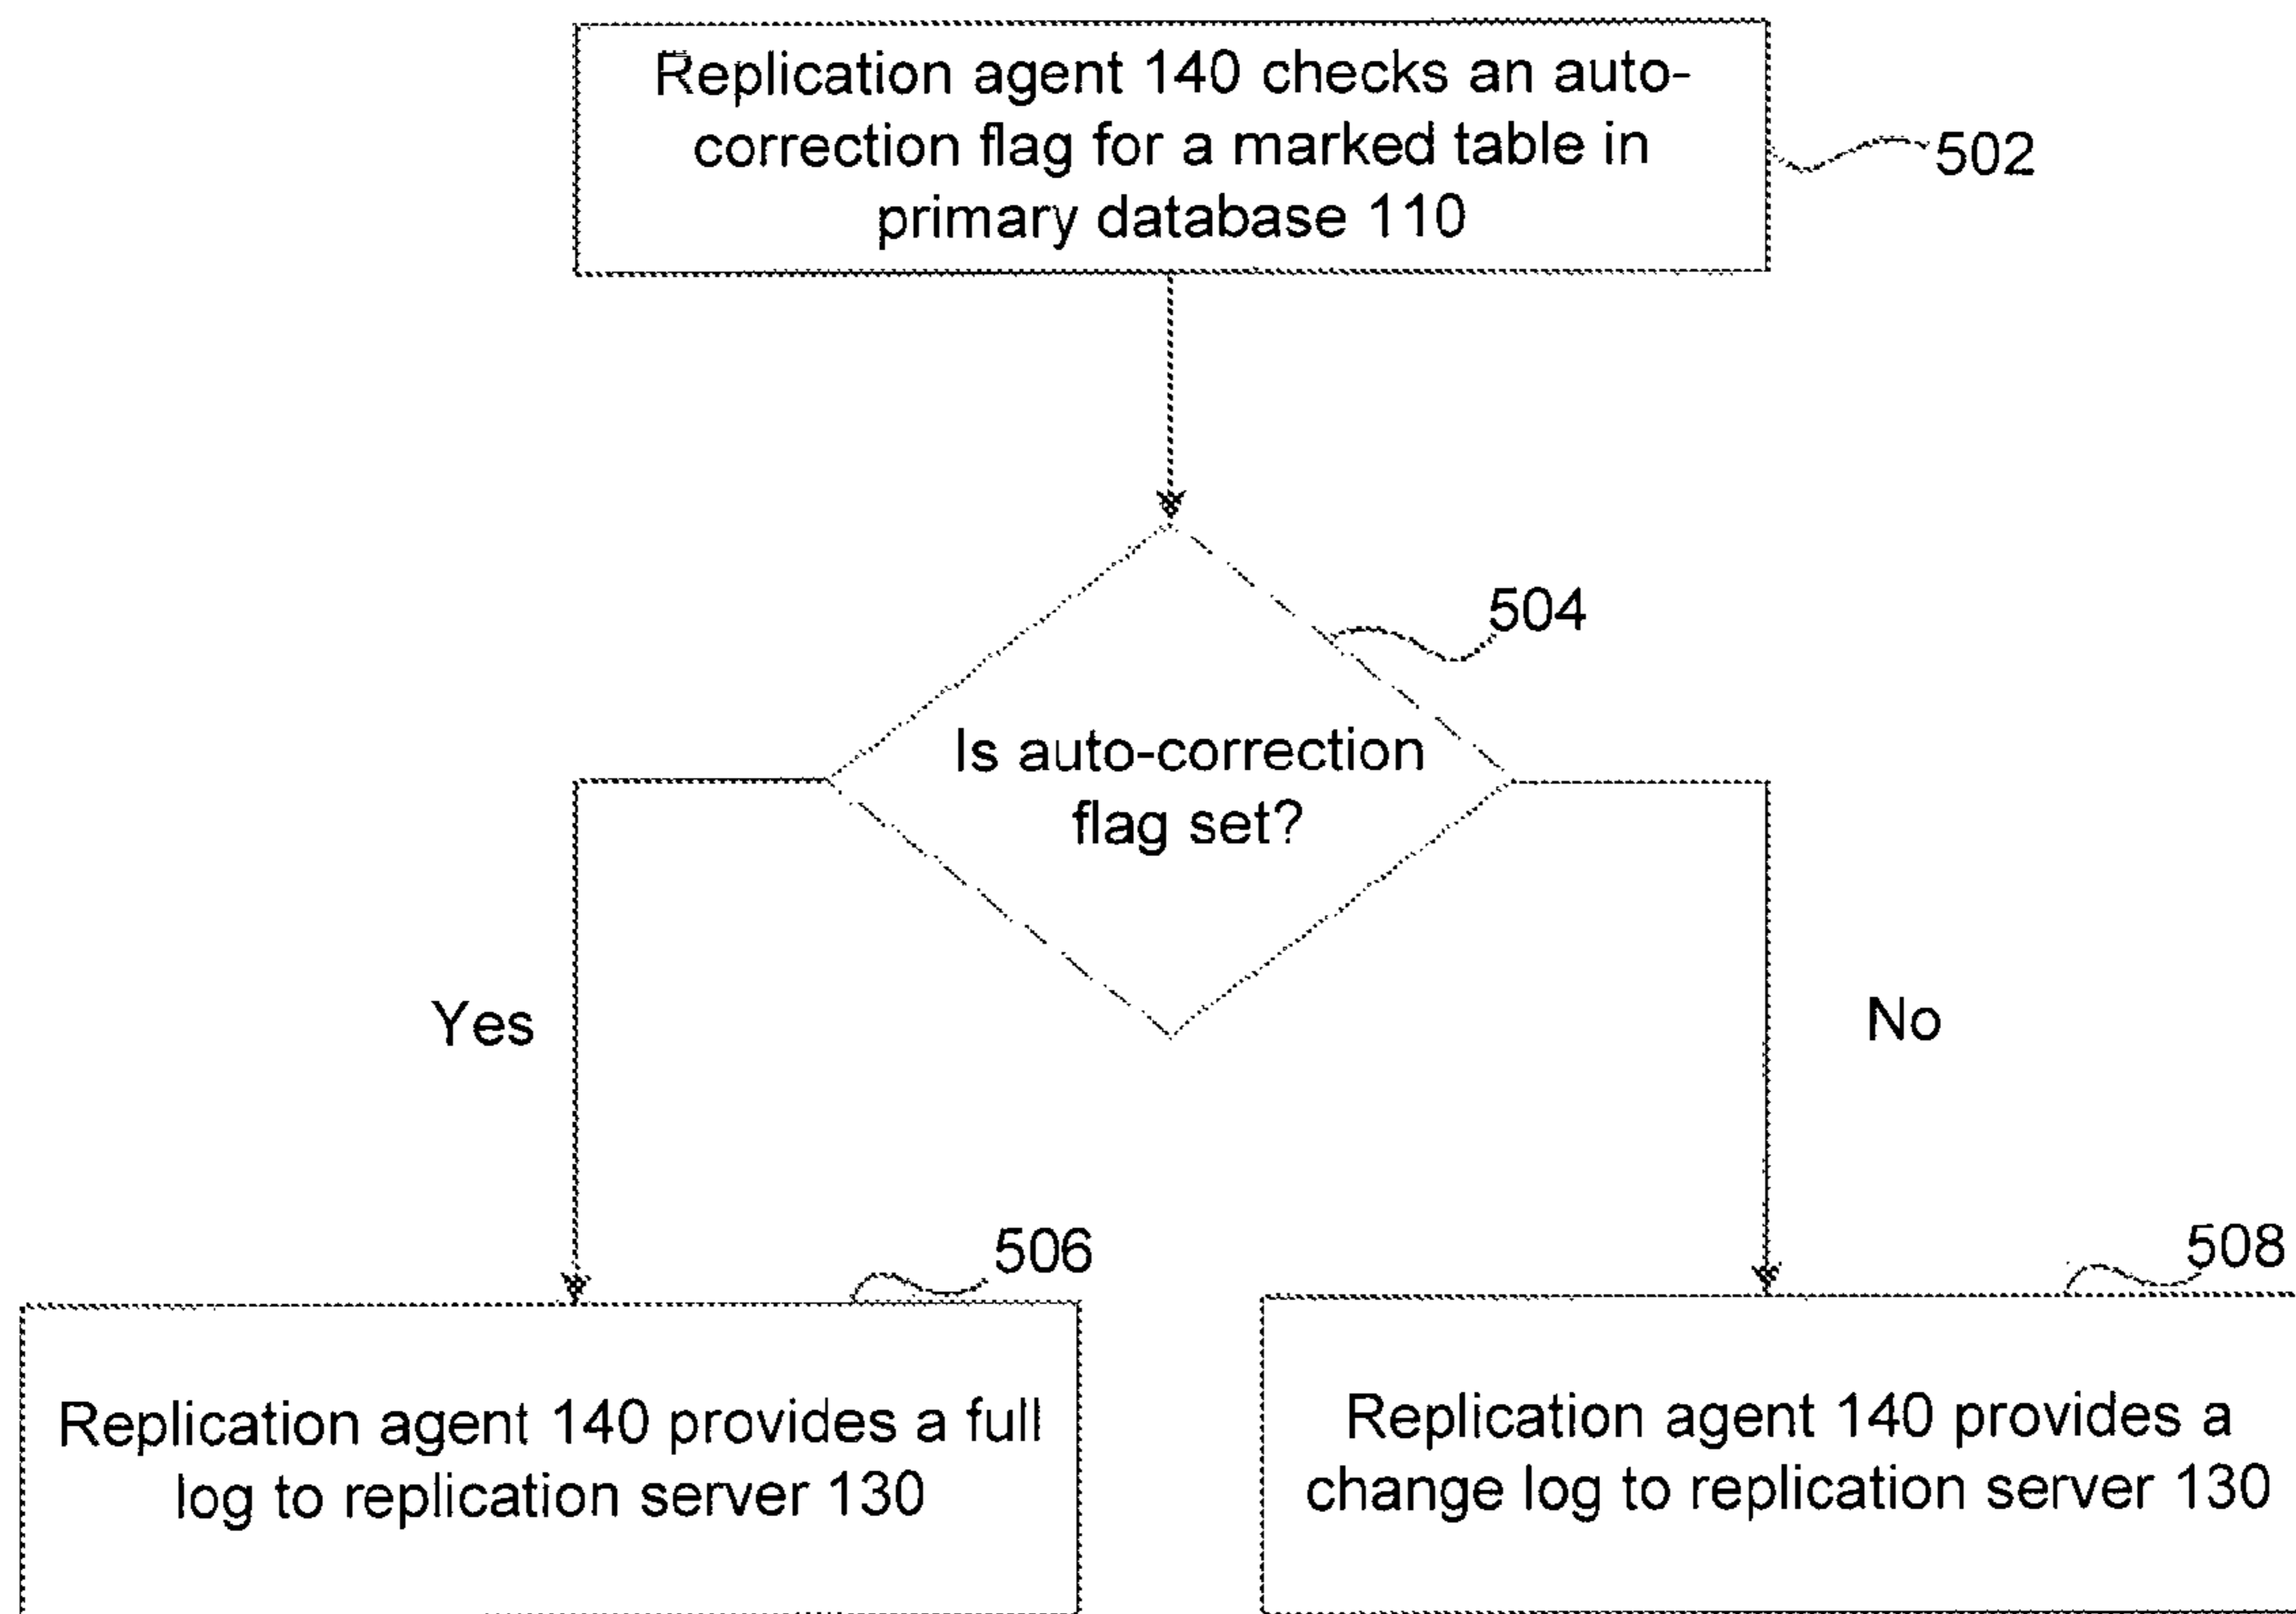 Replication agent 140 checks an auto-
correction flag for a marked table in
primary database 110
502
504
Is auto-correction
flag set?
Yes
No
506
508
Replication agent 140 provides a full
log to replication server 130
Replication agent 140 provides a
change log to replication server 130